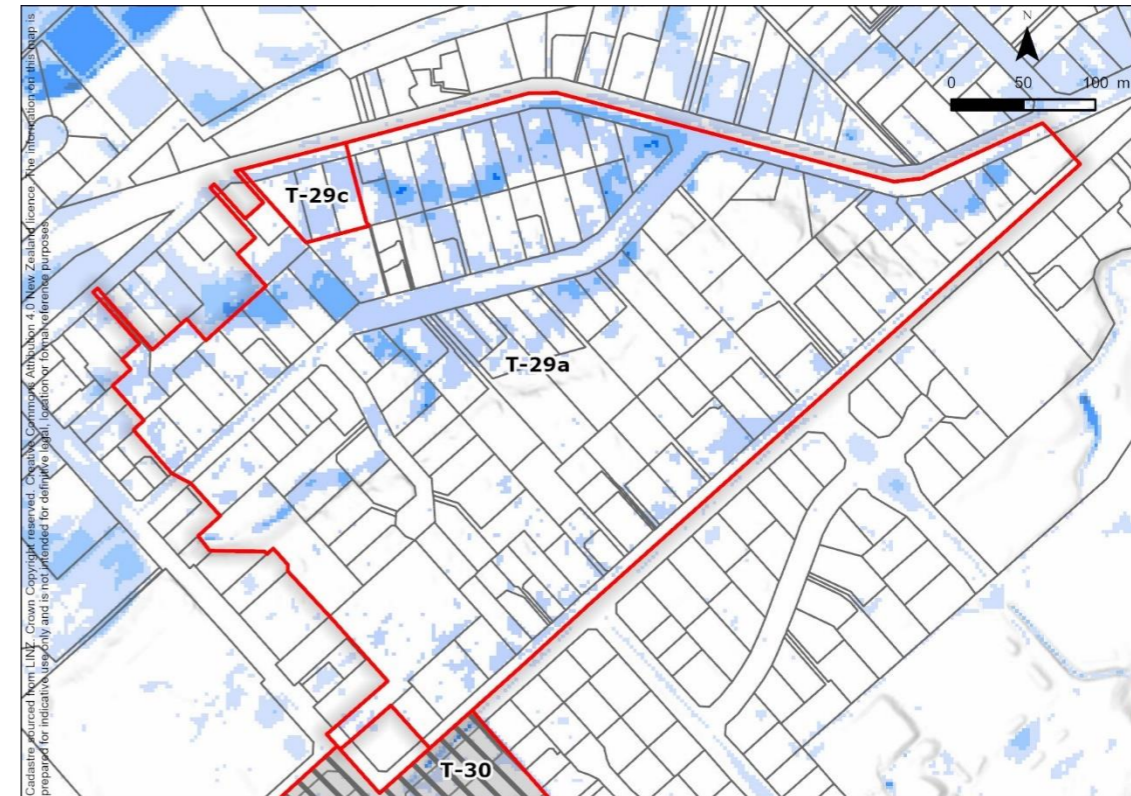 Cadastre sourced from LINZ. Crown Copyright reserved. Creative Commons Attribution 4.0 New Zealand licence. The information on this map is
prepared for indicative use only and is not intended for definitive legal, location or formal reference purposes.
N
0 50 100 m
T-29c
T-29a
T-30